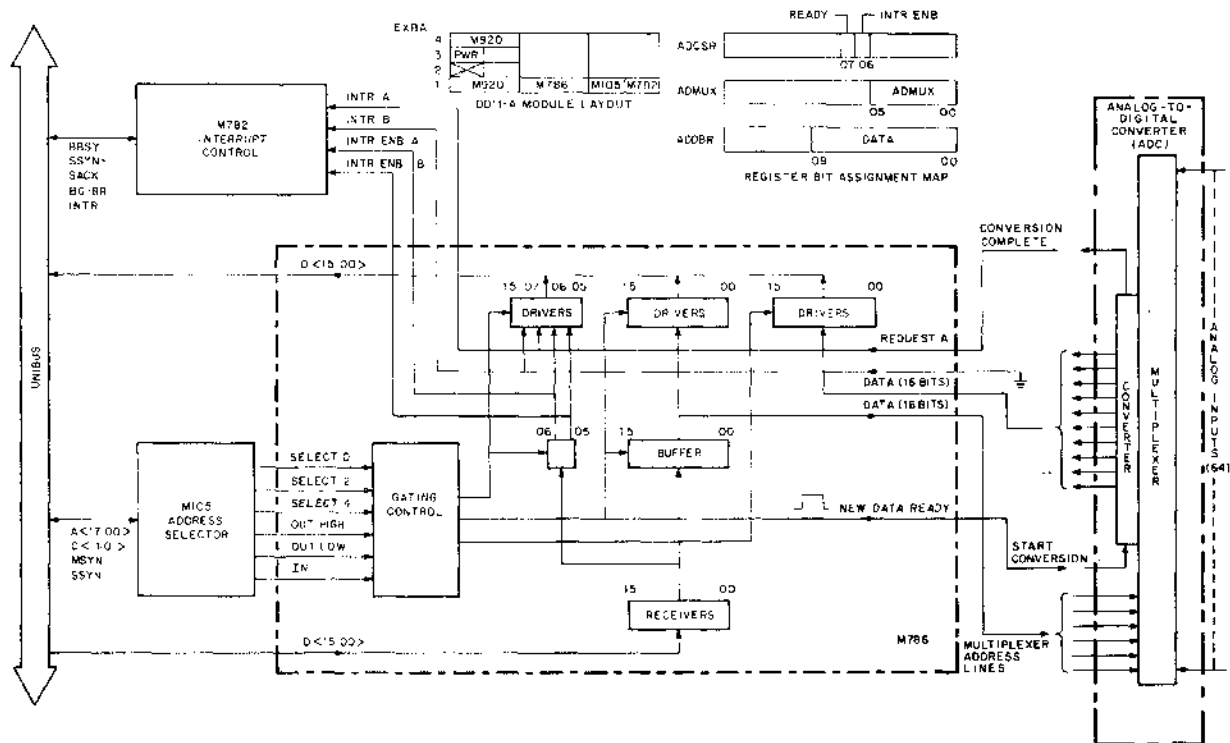 READY
INTR ENB
EXBA
4
3
2
1
M920
PWR
M920
M786
M105
M782
DD11-A MODULE LAYOUT
ADCSR
07 06
ADMUX
ADMUX
05
00
ADDBR
DATA
09
00
REGISTER BIT ASSIGNMENT MAP
ANALOG-TO-
DIGITAL
CONVERTER
(ADC)
M782
INTERRUPT
CONTROL
INTR A
INTR B
INTR ENB A
INTR ENB B
BBSY
SSYN-
SACK
BG-BR
INTR
UNIBUS
D <15 00>
15 07 06 05
DRIVERS
15 00
DRIVERS
15 00
DRIVERS
CONVERSION
COMPLETE
REQUEST A
DATA (16 BITS)
DATA (16 BITS)
06 05
15 00
BUFFER
CONVERTER
MULTIPLEXER
ANALOG INPUTS (64)
M105
ADDRESS
SELECTOR
SELECT 0
SELECT 2
SELECT 4
OUT HIGH
OUT LOW
IN
GATING
CONTROL
NEW DATA READY
START
CONVERSION
A<17 00>
C<1 0>
MSYN
SSYN
15 00
RECEIVERS
D<15 00>
M786
MULTIPLEXER
ADDRESS
LINES